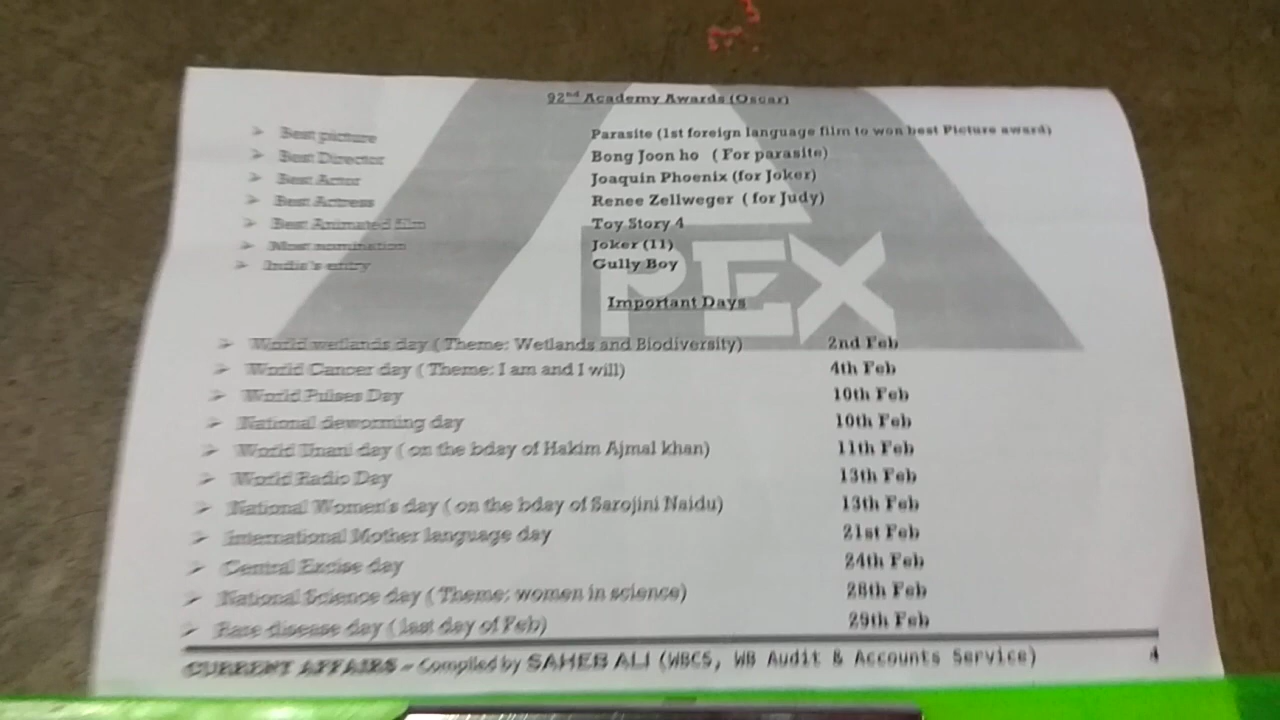 92nd Academy Awards (Oscar)
➢ Best picture Parasite (1st foreign language film to won best Picture award)
➢ Best Director Bong Joon ho ( For parasite)
➢ Best Actor Joaquin Phoenix (for Joker)
➢ Best Actress Renee Zellweger ( for Judy)
➢ Best Animated film Toy Story 4
➢ Most nomination Joker (11)
➢ India's entry Gully Boy
PEX
Important Days
➢ World wetlands day ( Theme: Wetlands and Biodiversity) 2nd Feb
➢ World Cancer day ( Theme: I am and I will) 4th Feb
➢ World Pulses Day 10th Feb
➢ National deworming day 10th Feb
➢ World Unani day ( on the bday of Hakim Ajmal khan) 11th Feb
➢ World Radio Day 13th Feb
➢ National Women's day ( on the bday of Sarojini Naidu) 13th Feb
➢ International Mother language day 21st Feb
➢ Central Excise day 24th Feb
➢ National Science day ( Theme: women in science) 28th Feb
➢ Rare disease day ( last day of Feb) 29th Feb
CURRENT AFFAIRS – Compiled by SAHEB ALI (WBCS, WB Audit & Accounts Service) 4